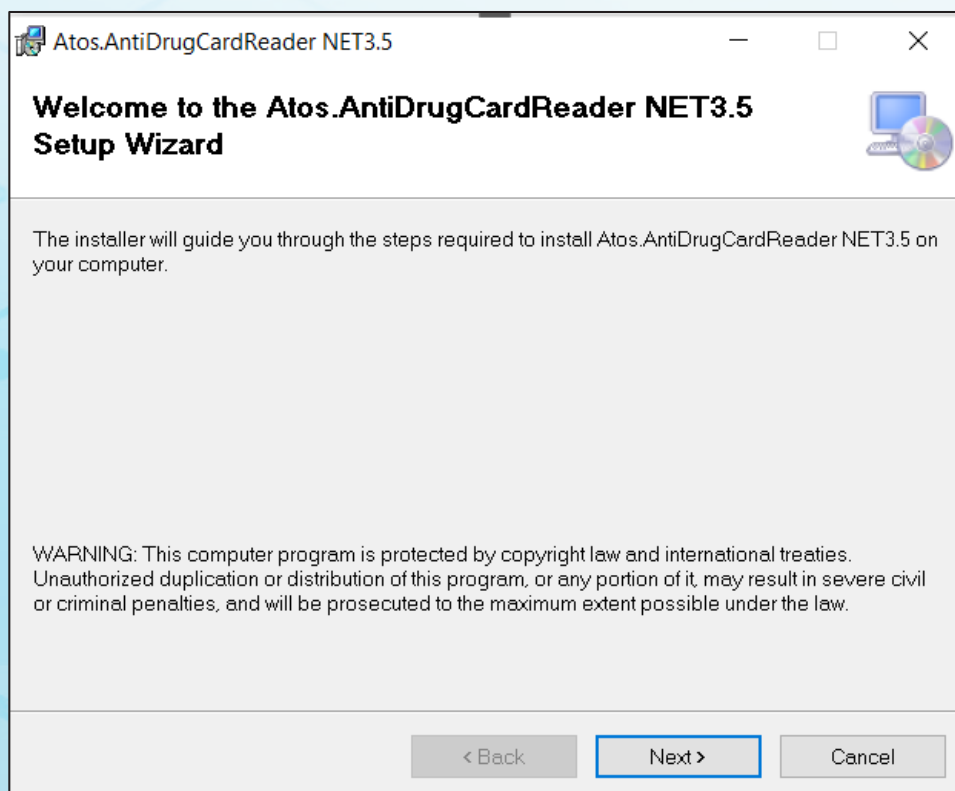 Atos.AntiDrugCardReader NET3.5
Welcome to the Atos.AntiDrugCardReader NET3.5
Setup Wizard
The installer will guide you through the steps required to install Atos.AntiDrugCardReader NET3.5 on
your computer.
WARNING: This computer program is protected by copyright law and international treaties.
Unauthorized duplication or distribution of this program, or any portion of it, may result in severe civil
or criminal penalties, and will be prosecuted to the maximum extent possible under the law.
< Back Next > Cancel